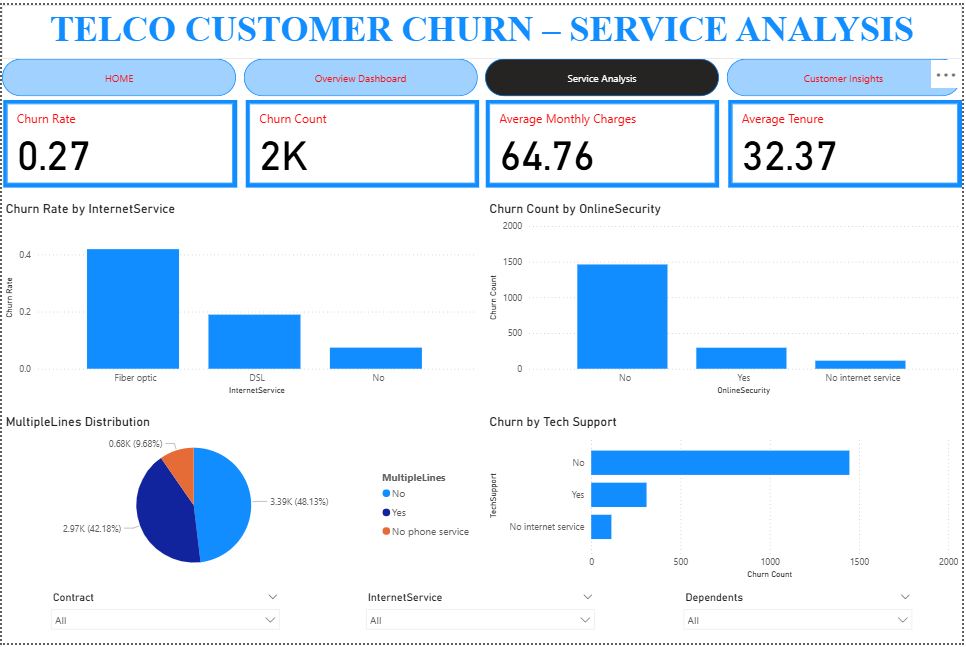 TELCO CUSTOMER CHURN – SERVICE ANALYSIS
HOME
Overview Dashboard
Service Analysis
Customer Insights
Churn Rate
0.27
Churn Count
2K
Average Monthly Charges
64.76
Average Tenure
32.37
Churn Rate by InternetService
Churn Rate
0.4
0.2
0.0
Fiber optic
DSL
No
InternetService
Churn Count by OnlineSecurity
Churn Count
2000
1500
1000
500
0
No
Yes
No internet service
OnlineSecurity
MultipleLines Distribution
0.68K (9.68%)
3.39K (48.13%)
2.97K (42.18%)
MultipleLines
No
Yes
No phone service
Churn by Tech Support
TechSupport
No
Yes
No internet service
0
500
1000
1500
2000
Churn Count
Contract
All
InternetService
All
Dependents
All